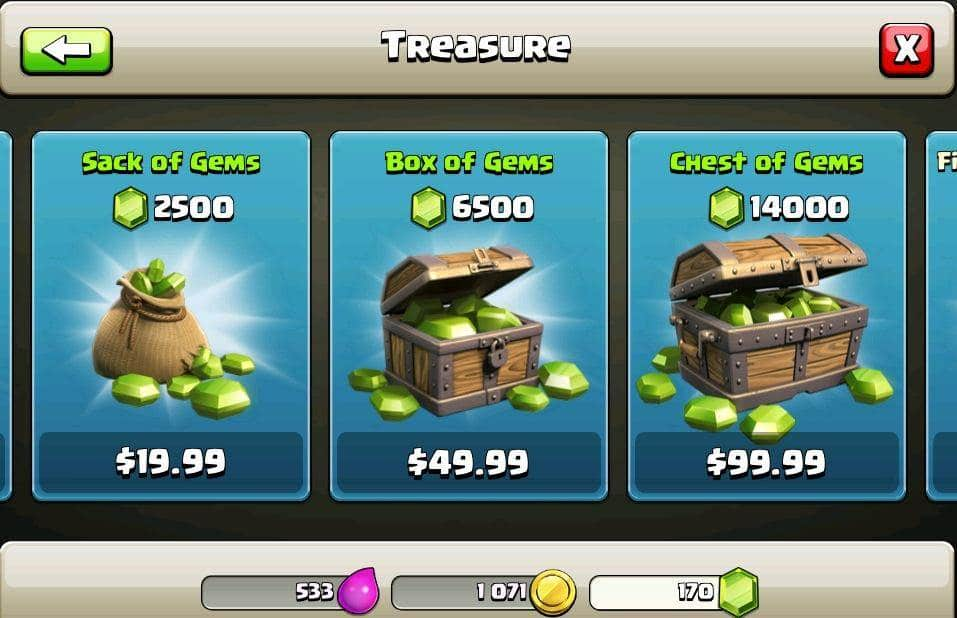 Treasure
Sack of Gems
2500
$19.99
Box of Gems
6500
$49.99
Chest of Gems
14000
$99.99
Fi
533
1 071
170